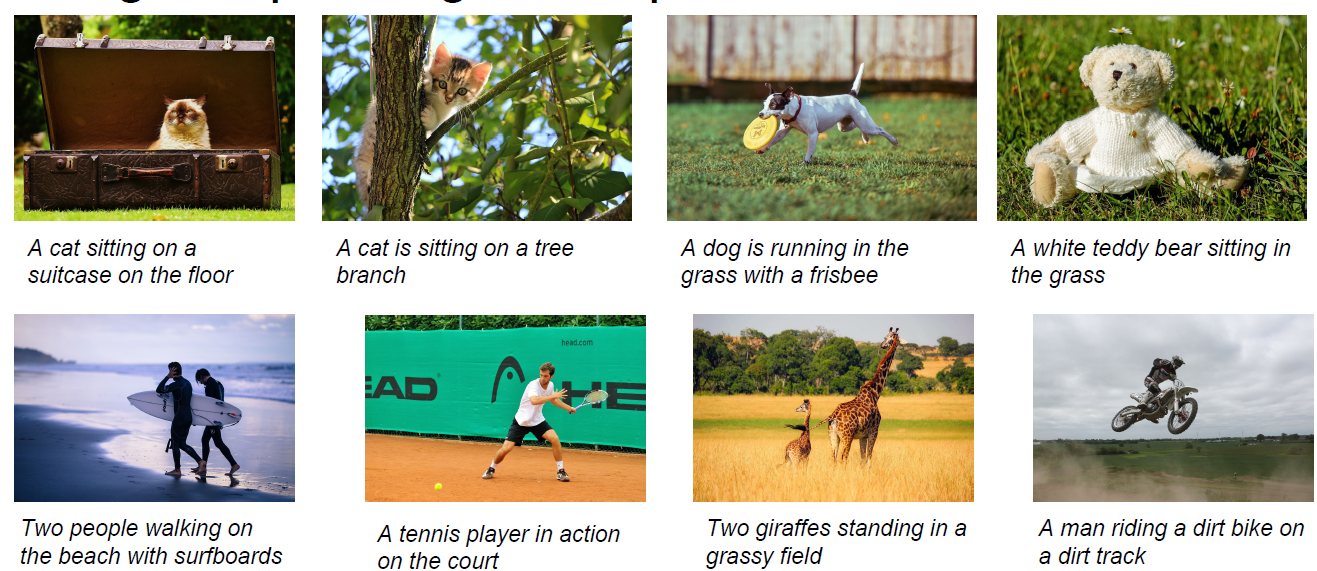 A cat sitting on a
suitcase on the floor
A cat is sitting on a tree
branch
A dog is running in the
grass with a frisbee
A white teddy bear sitting in
the grass
head.com
EAD
HE
Two people walking on
the beach with surfboards
A tennis player in action
on the court
Two giraffes standing in a
grassy field
A man riding a dirt bike on
a dirt track